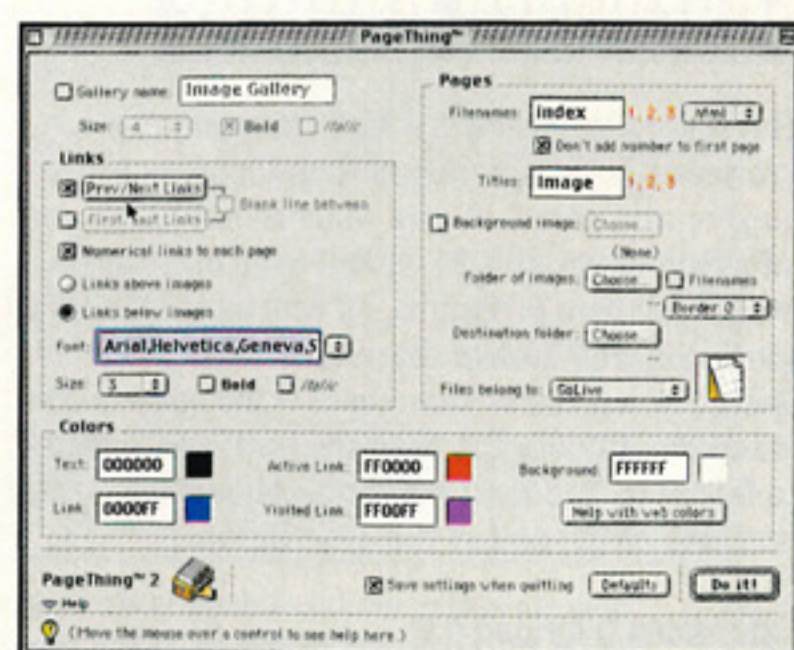 PageThing™
Gallery name: Image Gallery
Size: 4 Bold Italic
Links
Prev/Next Links
First/Last Links
Blank line between
Numerical links to each page
Links above images
Links below images
Font: Arial,Helvetica,Geneva,S
Size: 3 Bold Italic
Pages
Filenames: index 1, 2, 3 .html
Don't add number to first page
Titles: Image 1, 2, 3
Background image: Choose...
(None)
Folder of images: Choose... Filenames
-- Border 0
Destination folder: Choose...
--
Files belong to: GoLive
Colors
Text: 000000 Active Link: FF0000 Background: FFFFFF
Link: 0000FF Visited Link: FF00FF Help with web colors
PageThing™ 2 Save settings when quitting Defaults Do it!
Help
(Move the mouse over a control to see help here.)